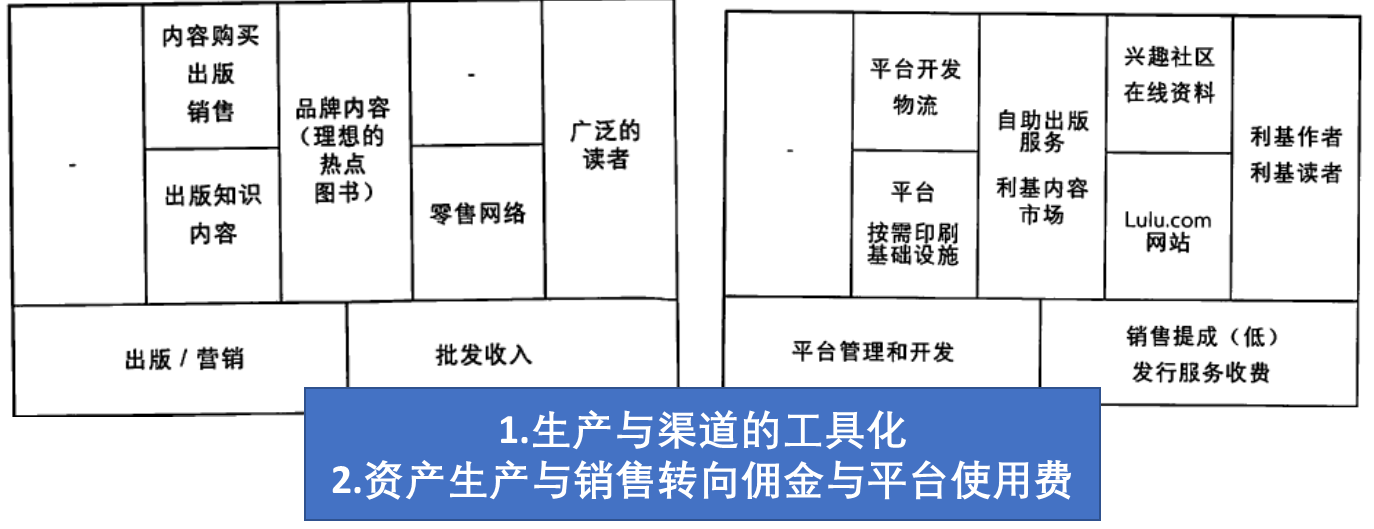 -
内容购买
出版
销售
出版知识
内容
品牌内容
（理想的
热点
图书）
-
零售网络
广泛的
读者
出版 / 营销
批发收入
-
平台开发
物流
平台
按需印刷
基础设施
自助出版
服务
利基内容
市场
兴趣社区
在线资料
Lulu.com
网站
利基作者
利基读者
平台管理和开发
销售提成（低）
发行服务收费
1.生产与渠道的工具化
2.资产生产与销售转向佣金与平台使用费